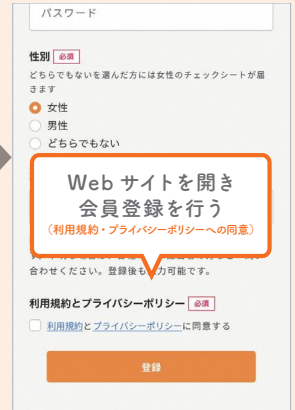 パスワード
性別 必須
どちらでもないを選んだ方には女性のチェックシートが届
きます
女性
男性
どちらでもない
Webサイトを開き
会員登録を行う
(利用規約・プライバシーポリシーへの同意)
合わせください。登録後も入力可能です。
利用規約とプライバシーポリシー 必須
利用規約とプライバシーポリシーに同意する
登録